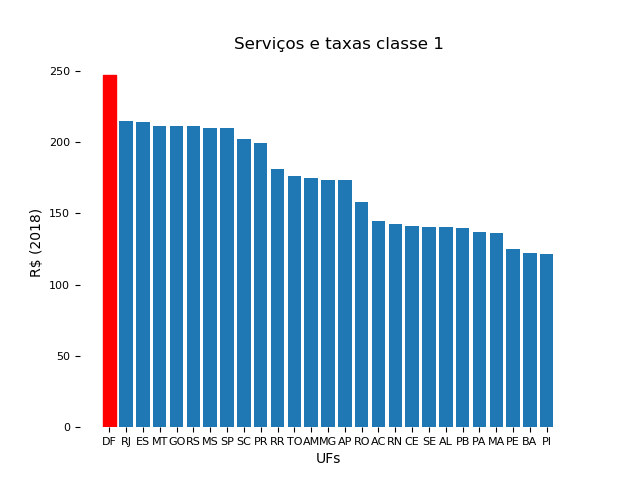 Serviços e taxas classe 1
250
200
150
100
50
0
R$ (2018)
DF RJ ES MT GO RS MS SP SC PR RR TO AM MG AP RO AC RN CE SE AL PB PA MA PE BA PI
UFs